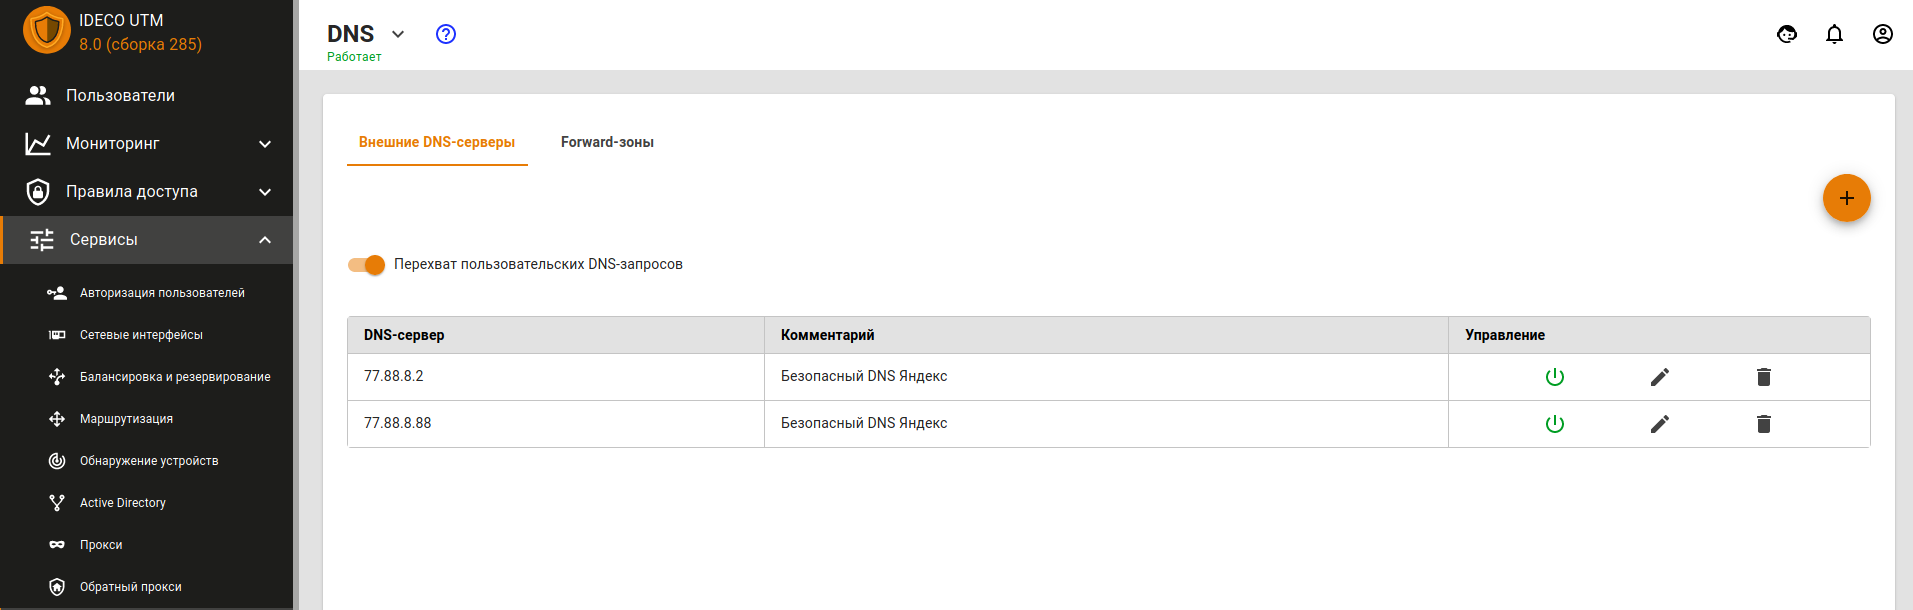 IDECO UTM
8.0 (сборка 285)
Пользователи
Мониторинг
Правила доступа
Сервисы
Авторизация пользователей
Сетевые интерфейсы
Балансировка и резервирование
Маршрутизация
Обнаружение устройств
Active Directory
Прокси
Обратный прокси
DNS
Работает
Внешние DNS-серверы Forward-зоны
Перехват пользовательских DNS-запросов
DNS-сервер Комментарий Управление
77.88.8.2 Безопасный DNS Яндекс
77.88.8.88 Безопасный DNS Яндекс